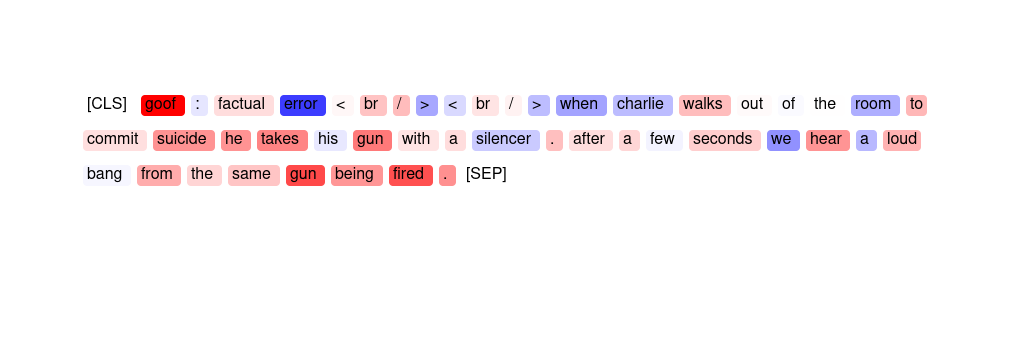 [CLS] goof : factual error < br / > < br / > when charlie walks out of the room to
commit suicide he takes his gun with a silencer . after a few seconds we hear a loud
bang from the same gun being fired . [SEP]